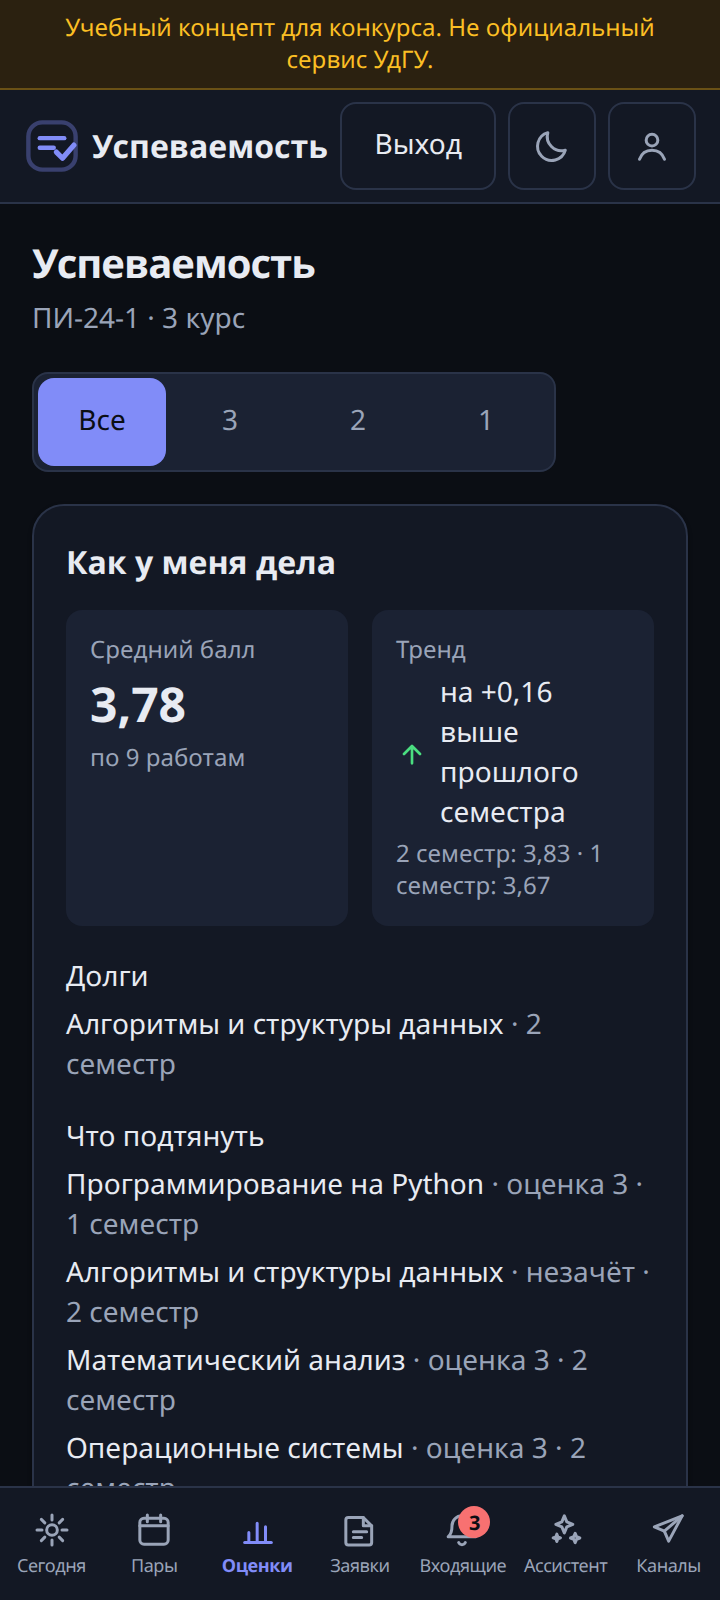 Учебный концепт для конкурса. Не официальный
сервис УдГУ.
Успеваемость
Выход
Успеваемость
ПИ-24-1 · 3 курс
Все 3 2 1
Как у меня дела
Средний балл
3,78
по 9 работам
Тренд
на +0,16
выше
прошлого
семестра
2 семестр: 3,83 · 1
семестр: 3,67
Долги
Алгоритмы и структуры данных · 2
семестр
Что подтянуть
Программирование на Python · оценка 3 ·
1 семестр
Алгоритмы и структуры данных · незачёт ·
2 семестр
Математический анализ · оценка 3 · 2
семестр
Операционные системы · оценка 3 · 2
семестр
3
Сегодня Пары Оценки Заявки Входящие Ассистент Каналы